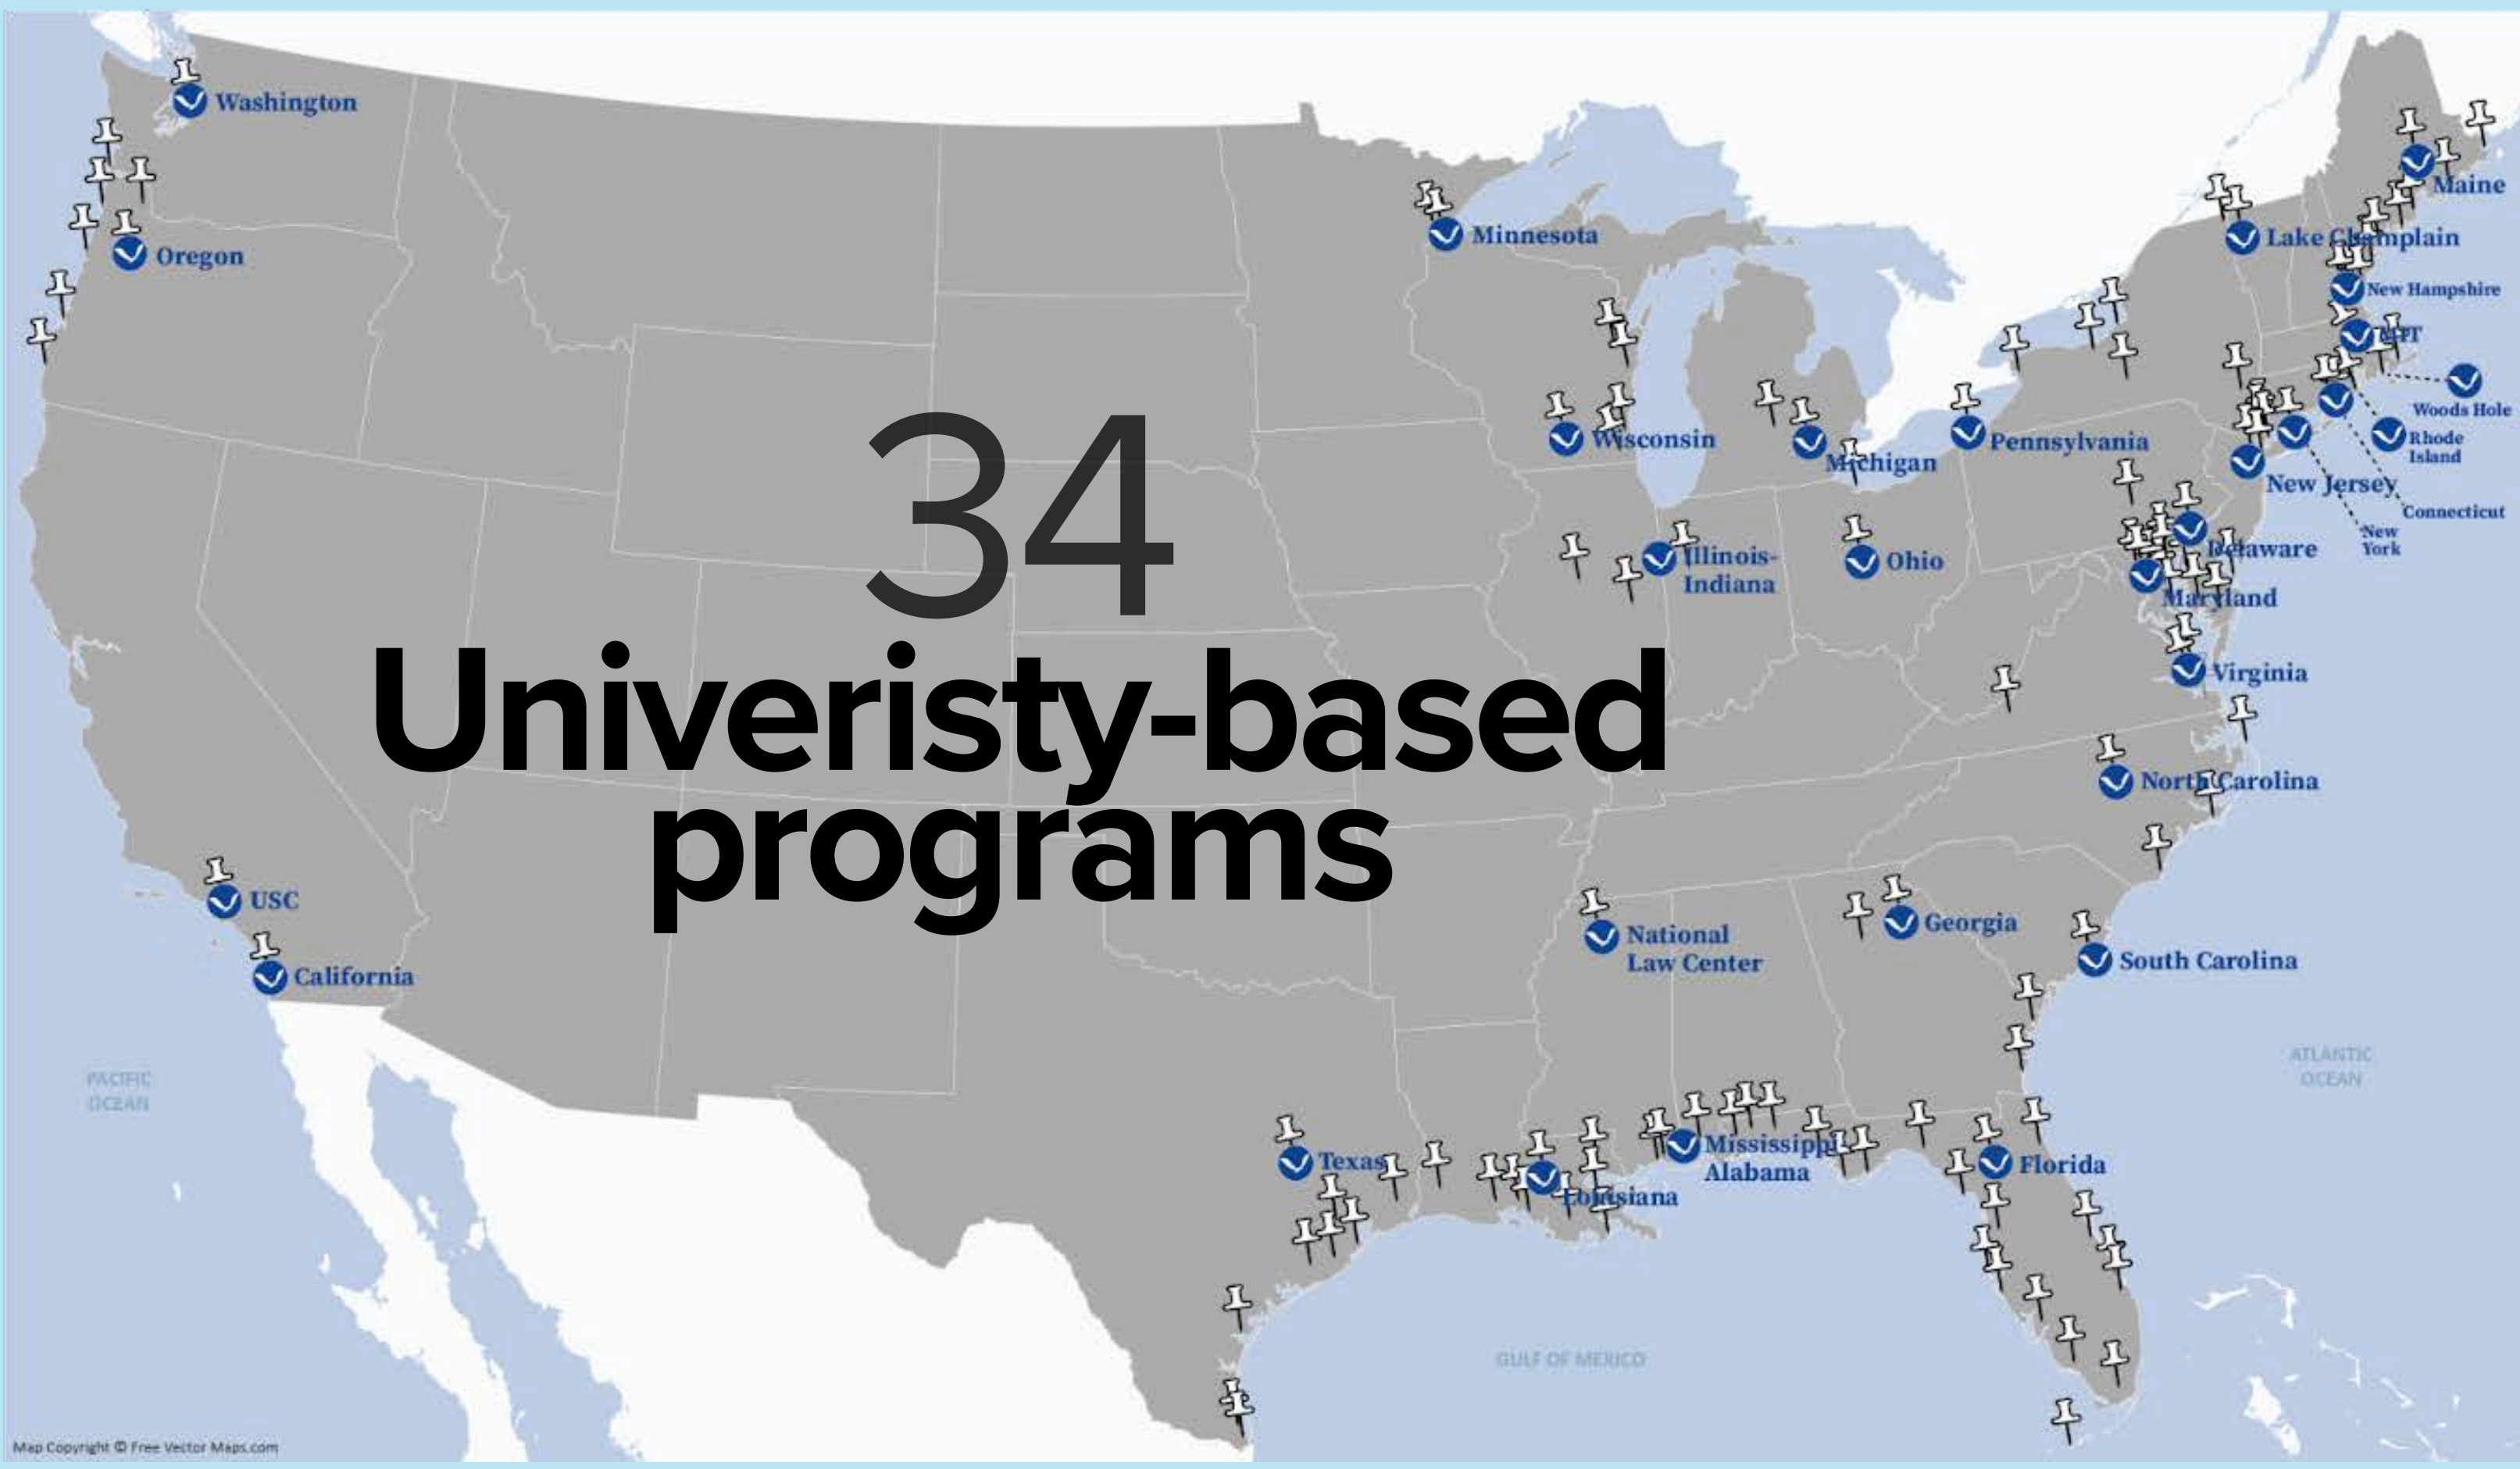 34
Univeristy-based
programs
Washington
Oregon
USC
California
Minnesota
Wisconsin
Michigan
Illinois-
Indiana
Ohio
Pennsylvania
Lake Champlain
Maine
New Hampshire
MIT
Woods Hole
Rhode
Island
Connecticut
New
York
New Jersey
Delaware
Maryland
Virginia
North Carolina
South Carolina
Georgia
National
Law Center
Texas
Louisiana
Mississippi-
Alabama
Florida
PACIFIC
OCEAN
ATLANTIC
OCEAN
GULF OF MEXICO
Map Copyright © Free Vector Maps.com